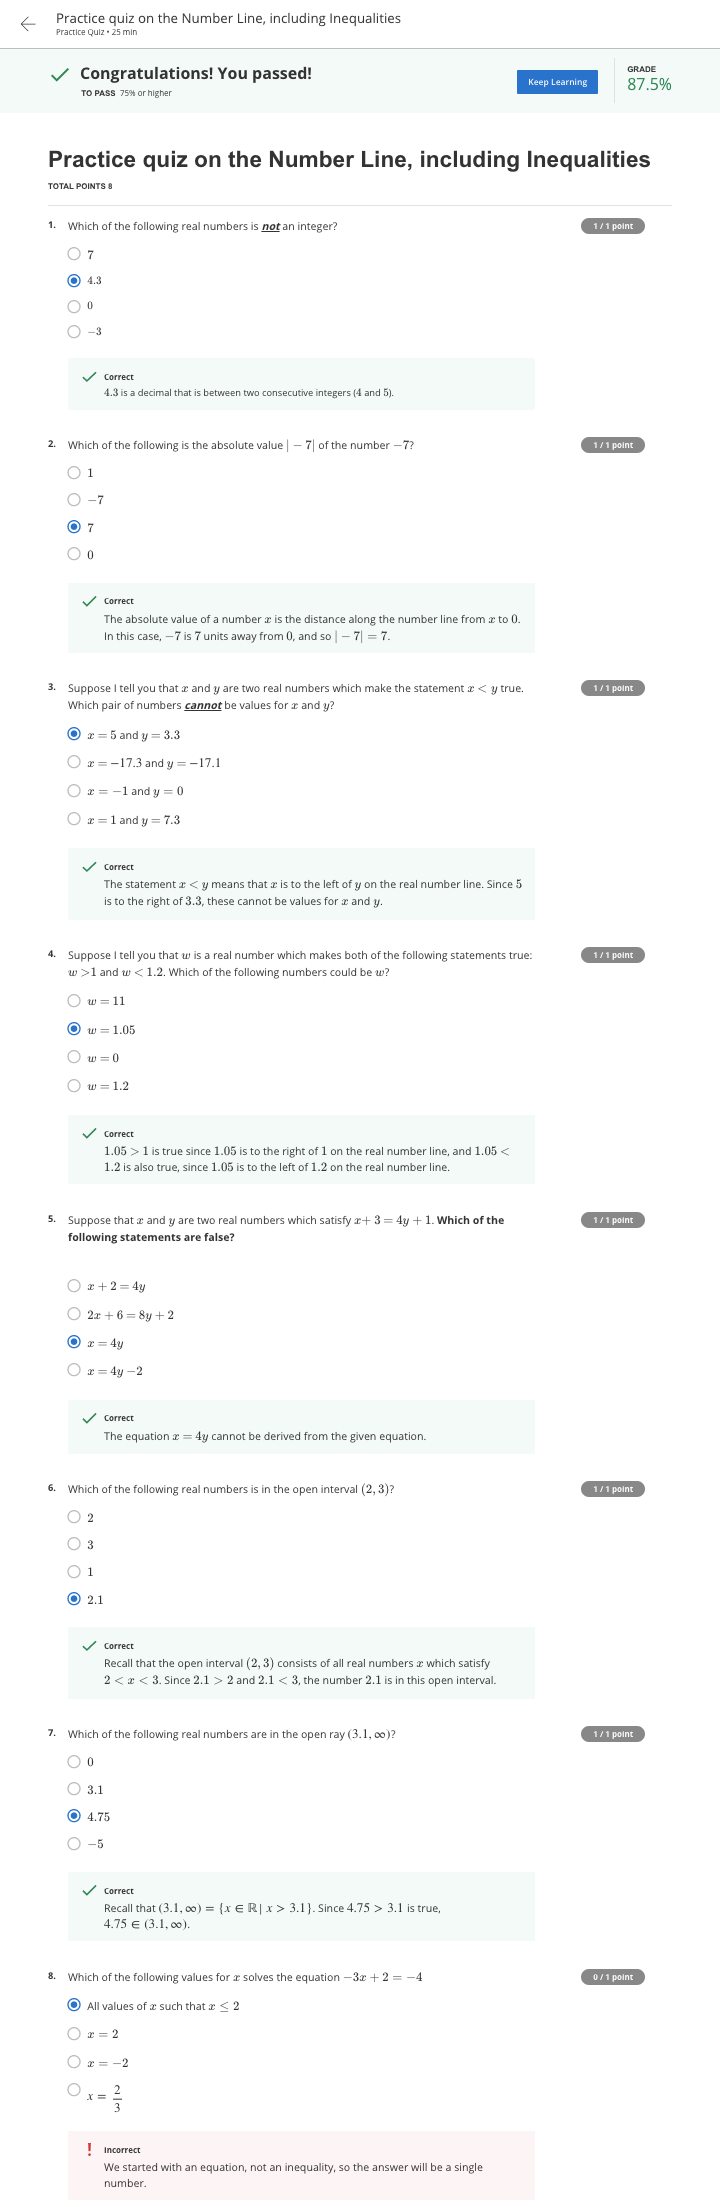 Practice quiz on the Number Line, including Inequalities
Practice Quiz • 25 min
Congratulations! You passed!
TO PASS 75% or higher
Keep Learning
GRADE
87.5%
Practice quiz on the Number Line, including Inequalities
TOTAL POINTS 8
1. Which of the following real numbers is not an integer?
1 / 1 point
7
4.3
0
−3
Correct
4.3 is a decimal that is between two consecutive integers (4 and 5).
2. Which of the following is the absolute value | − 7| of the number −7?
1 / 1 point
1
−7
7
0
Correct
The absolute value of a number x is the distance along the number line from x to 0.
In this case, −7 is 7 units away from 0, and so | − 7| = 7.
3. Suppose I tell you that x and y are two real numbers which make the statement x < y true.
1 / 1 point
Which pair of numbers cannot be values for x and y?
x = 5 and y = 3.3
x = −17.3 and y = −17.1
x = −1 and y = 0
x = 1 and y = 7.3
Correct
The statement x < y means that x is to the left of y on the real number line. Since 5
is to the right of 3.3, these cannot be values for x and y.
4. Suppose I tell you that w is a real number which makes both of the following statements true:
1 / 1 point
w >1 and w < 1.2. Which of the following numbers could be w?
w = 11
w = 1.05
w = 0
w = 1.2
Correct
1.05 > 1 is true since 1.05 is to the right of 1 on the real number line, and 1.05 <
1.2 is also true, since 1.05 is to the left of 1.2 on the real number line.
5. Suppose that x and y are two real numbers which satisfy x+ 3 = 4y + 1. Which of the
1 / 1 point
following statements are false?
x + 2 = 4y
2x + 6 = 8y + 2
x = 4y
x = 4y −2
Correct
The equation x = 4y cannot be derived from the given equation.
6. Which of the following real numbers is in the open interval (2, 3)?
1 / 1 point
2
3
1
2.1
Correct
Recall that the open interval (2, 3) consists of all real numbers x which satisfy
2 < x < 3. Since 2.1 > 2 and 2.1 < 3, the number 2.1 is in this open interval.
7. Which of the following real numbers are in the open ray (3.1, ∞)?
1 / 1 point
0
3.1
4.75
−5
Correct
Recall that (3.1, ∞) = {x ∈ ℝ | x > 3.1}. Since 4.75 > 3.1 is true,
4.75 ∈ (3.1, ∞).
8. Which of the following values for x solves the equation −3x + 2 = −4
0 / 1 point
All values of x such that x ≤ 2
x = 2
x = −2
x = 2/3
Incorrect
We started with an equation, not an inequality, so the answer will be a single
number.